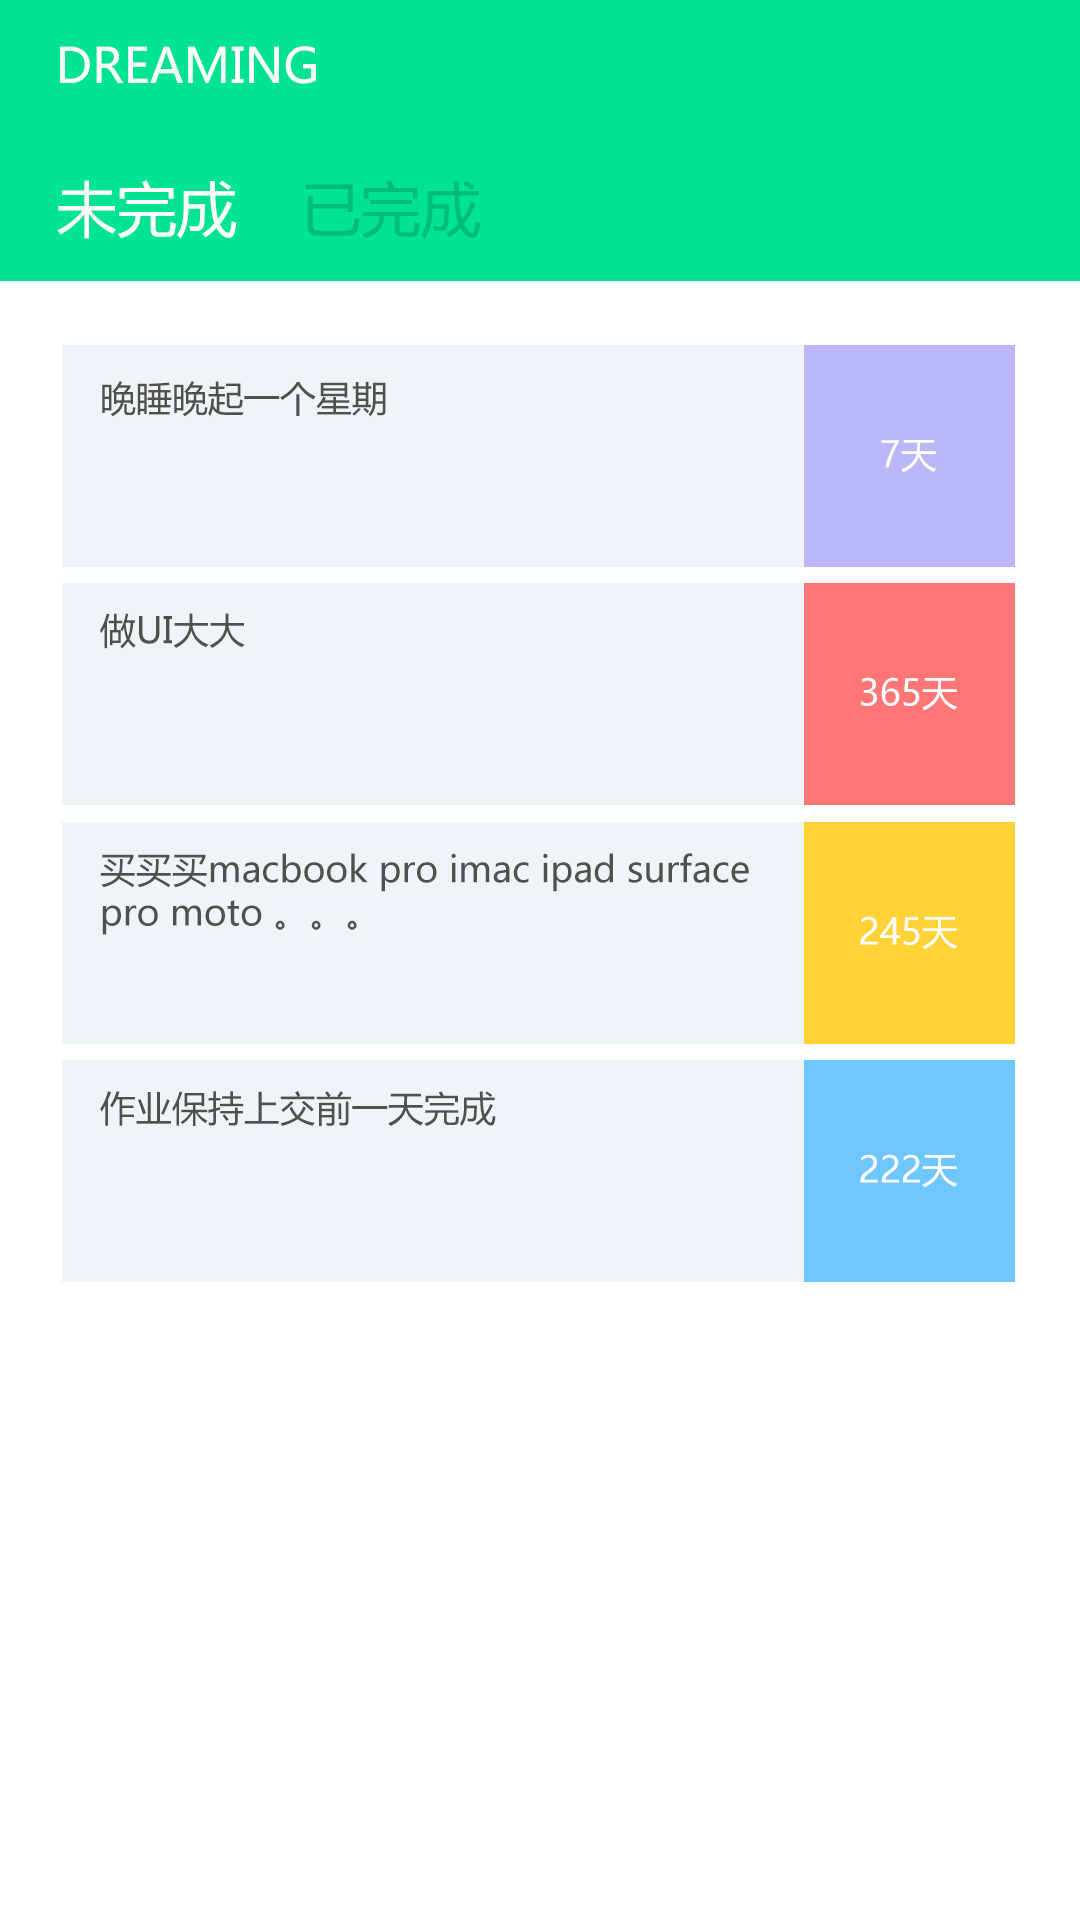 DREAMING
未完成 已完成
晚睡晚起一个星期
7天
做UI大大
365天
买买买macbook pro imac ipad surface
pro moto 。。。
245天
作业保持上交前一天完成
222天